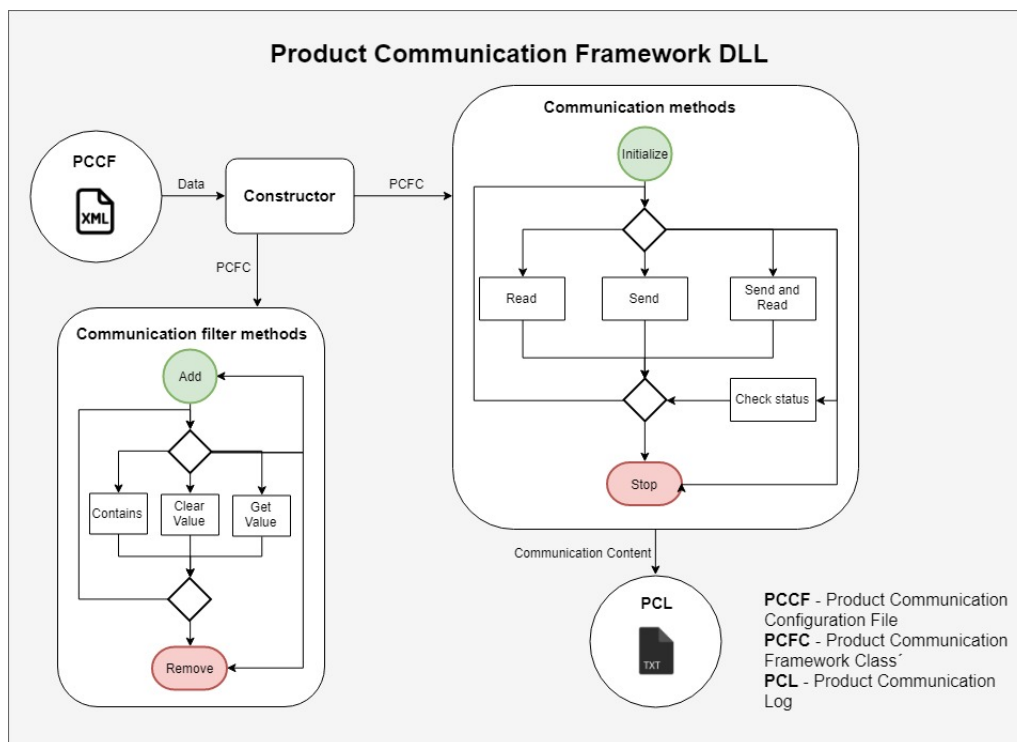 Product Communication Framework DLL
PCCF
XML
Data
Constructor
PCFC
PCFC
Communication methods
Initialize
Read
Send
Send and
Read
Check status
Stop
Communication filter methods
Add
Contains
Clear
Value
Get
Value
Remove
Communication Content
PCL
TXT
PCCF - Product Communication
Configuration File
PCFC - Product Communication
Framework Class´
PCL - Product Communication
Log